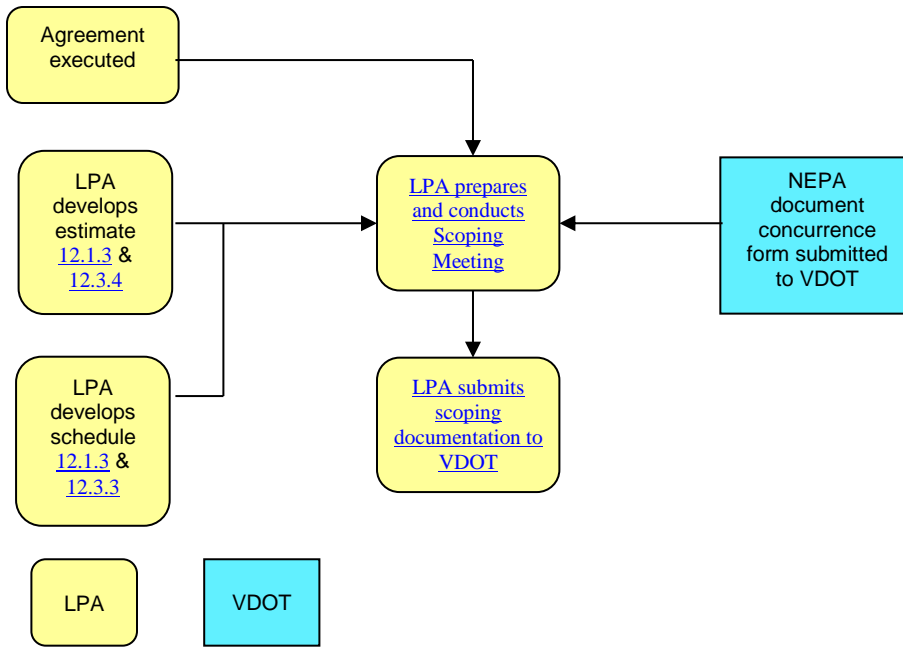 Agreement
executed
LPA
develops
estimate
12.1.3 &
12.3.4
LPA prepares
and conducts
Scoping
Meeting
NEPA
document
concurrence
form submitted
to VDOT
LPA
develops
schedule
12.1.3 &
12.3.3
LPA submits
scoping
documentation to
VDOT
LPA
VDOT